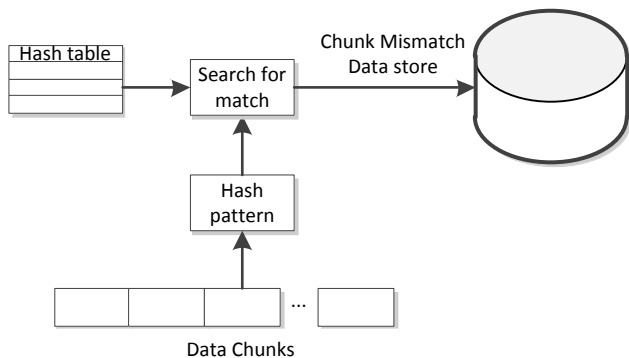 Hash table
Search for
match
Chunk Mismatch
Data store
Hash
pattern
...
Data Chunks